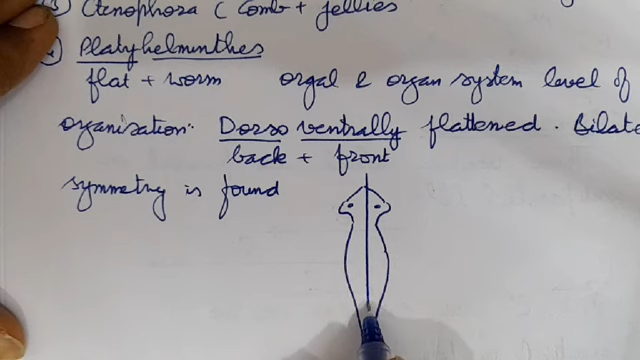 Ctenophora ( Comb + jellies
Platyhelminthes
flat + worm orgal & organ system level of
organisation. Dorso ventrally flattened. Bilate
back + front
symmetry is found